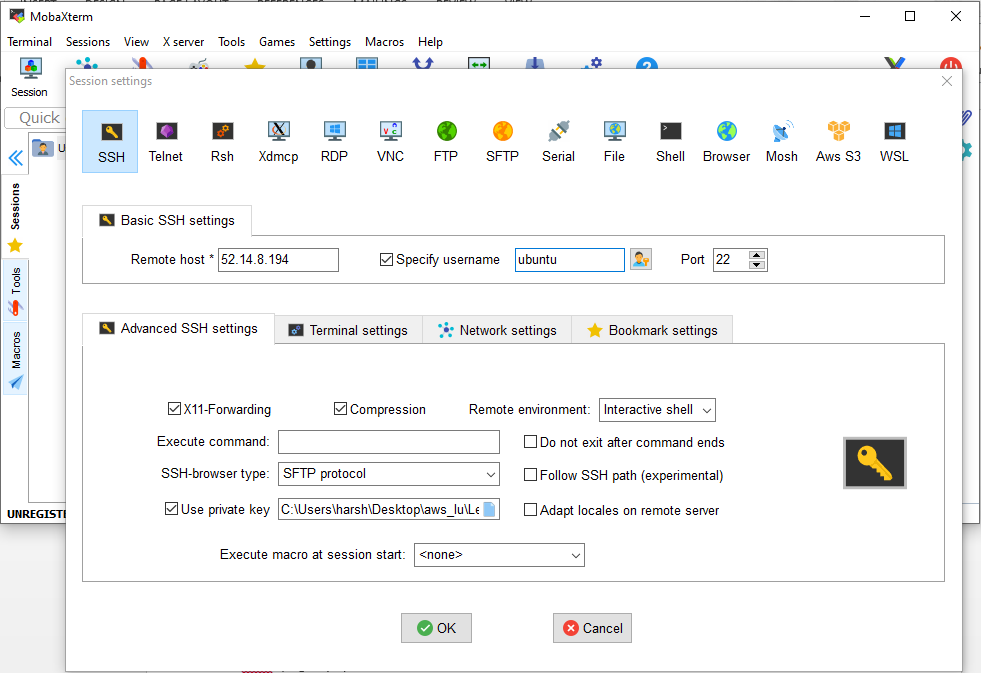 MobaXterm
Terminal Sessions View X server Tools Games Settings Macros Help
Session
Quick
Session settings
SSH Telnet Rsh Xdmcp RDP VNC FTP SFTP Serial File Shell Browser Mosh Aws S3 WSL
Sessions
Tools
Macros
Basic SSH settings
Remote host * 52.14.8.194 Specify username ubuntu Port 22
Advanced SSH settings Terminal settings Network settings Bookmark settings
X11-Forwarding Compression Remote environment: Interactive shell
Execute command: Do not exit after command ends
SSH-browser type: SFTP protocol Follow SSH path (experimental)
Use private key C:\Users\harsh\Desktop\aws_lu\Le Adapt locales on remote server
Execute macro at session start: <none>
OK Cancel
UNREGISTE